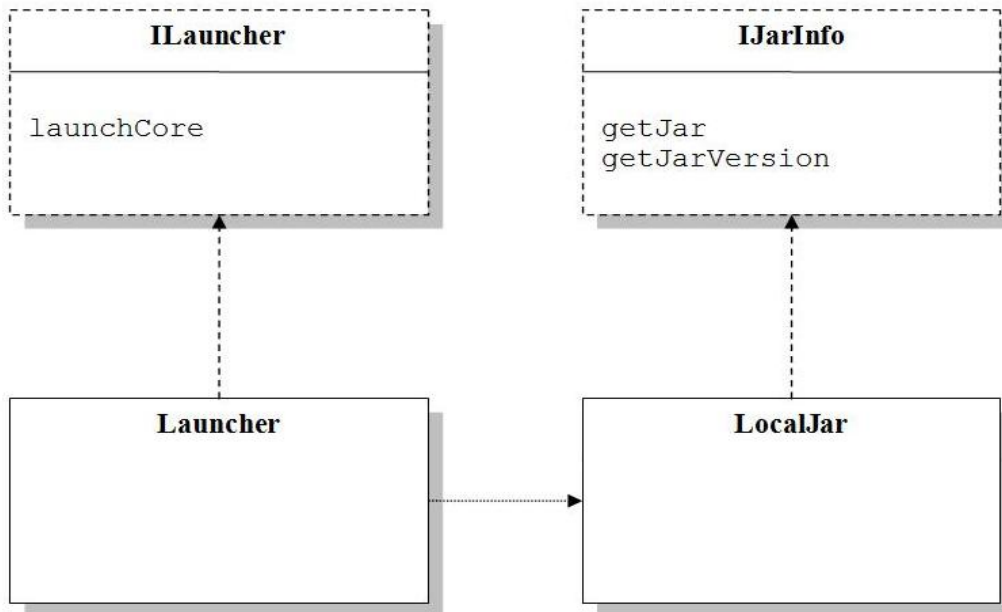 ILauncher
launchCore
IJarInfo
getJar
getJarVersion
Launcher
LocalJar